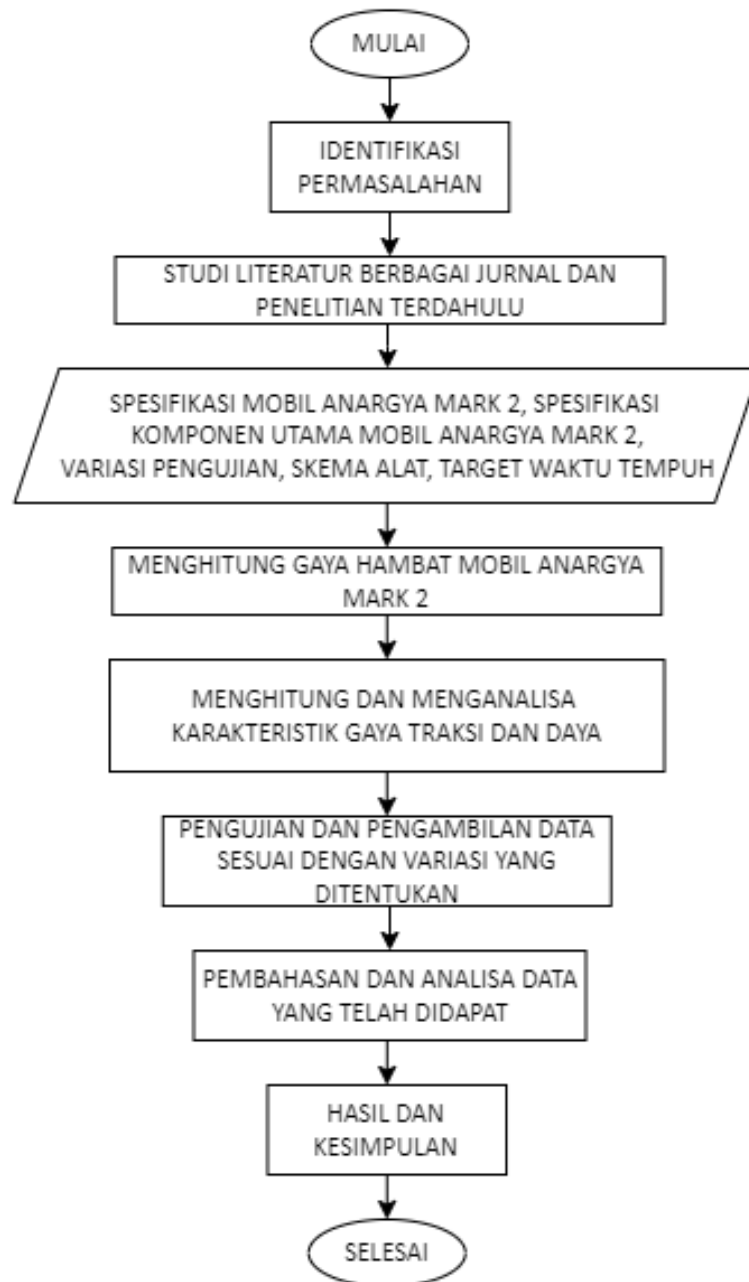 MULAI
IDENTIFIKASI
PERMASALAHAN
STUDI LITERATUR BERBAGAI JURNAL DAN
PENELITIAN TERDAHULU
SPESIFIKASI MOBIL ANARGYA MARK 2, SPESIFIKASI
KOMPONEN UTAMA MOBIL ANARGYA MARK 2,
VARIASI PENGUJIAN, SKEMA ALAT, TARGET WAKTU TEMPUH
MENGHITUNG GAYA HAMBAT MOBIL ANARGYA
MARK 2
MENGHITUNG DAN MENGANALISA
KARAKTERISTIK GAYA TRAKSI DAN DAYA
PENGUJIAN DAN PENGAMBILAN DATA
SESUAI DENGAN VARIASI YANG
DITENTUKAN
PEMBAHASAN DAN ANALISA DATA
YANG TELAH DIDAPAT
HASIL DAN
KESIMPULAN
SELESAI